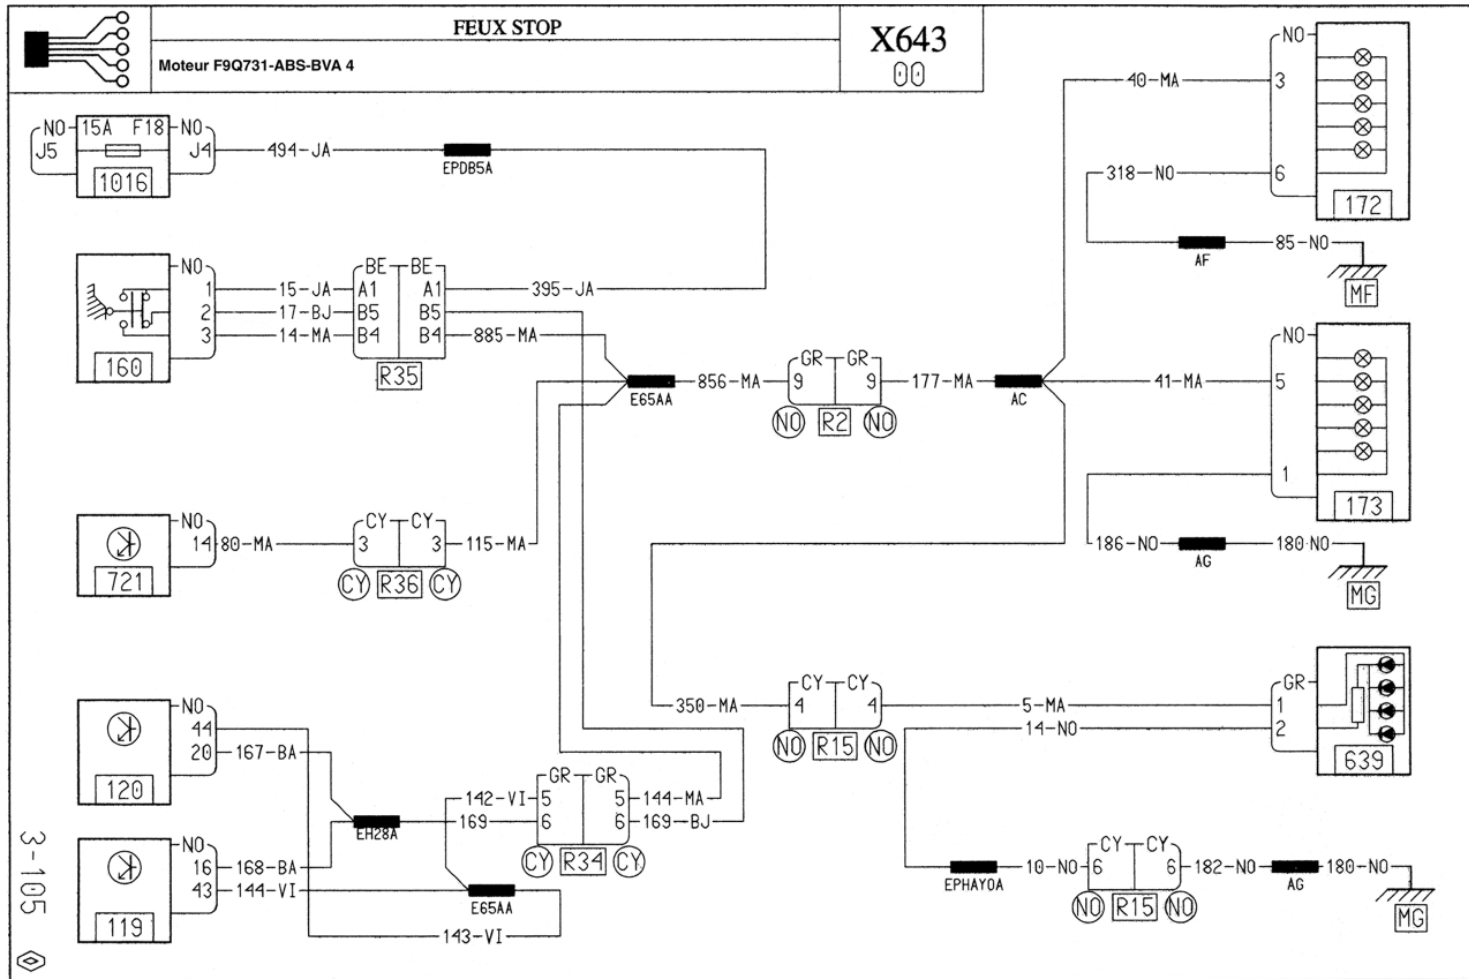 FEUX STOP
Moteur F9Q731-ABS-BVA 4
X643
00
NO 15A F18 NO
J5 J4 494-JA EPDB5A
1016
NO BE BE
1 15-JA A1 A1 395-JA
2 17-BJ B5 B5
3 14-MA B4 B4 885-MA
160 R35
E65AA 856-MA
GR GR
9 9 177-MA AC
NO R2 NO
NO
40-MA 3
318-NO 6
172
AF 85-NO
MF
NO
41-MA 5
1
173
186-NO AG 180-NO
MG
NO CY CY
14 80-MA 3 3 115-MA
721 CY R36 CY
CY CY GR
350-MA 4 4 5-MA 1
14-NO 2
NO R15 NO 639
NO
44
20 167-BA
120
GR GR
142-VI 5 5 144-MA
EH28A 169 6 6 169-BJ
CY R34 CY
NO
16 168-BA
43 144-VI E65AA
119 143-VI
CY CY
EPHAYOA 10-NO 6 6 182-NO AG 180-NO
NO R15 NO MG
3-105